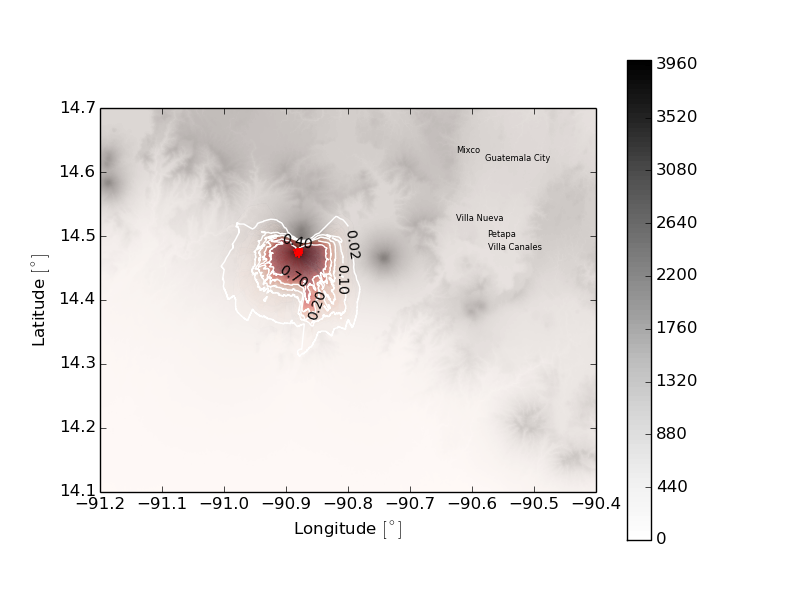 14.7
14.6
14.5
14.4
14.3
14.2
14.1
Latitude [°]
−91.2 −91.1 −91.0 −90.9 −90.8 −90.7 −90.6 −90.5 −90.4
Longitude [°]
Mixco
Guatemala City
Villa Nueva
Petapa
Villa Canales
0.40
0.02
0.70
0.10
0.20
3960
3520
3080
2640
2200
1760
1320
880
440
0